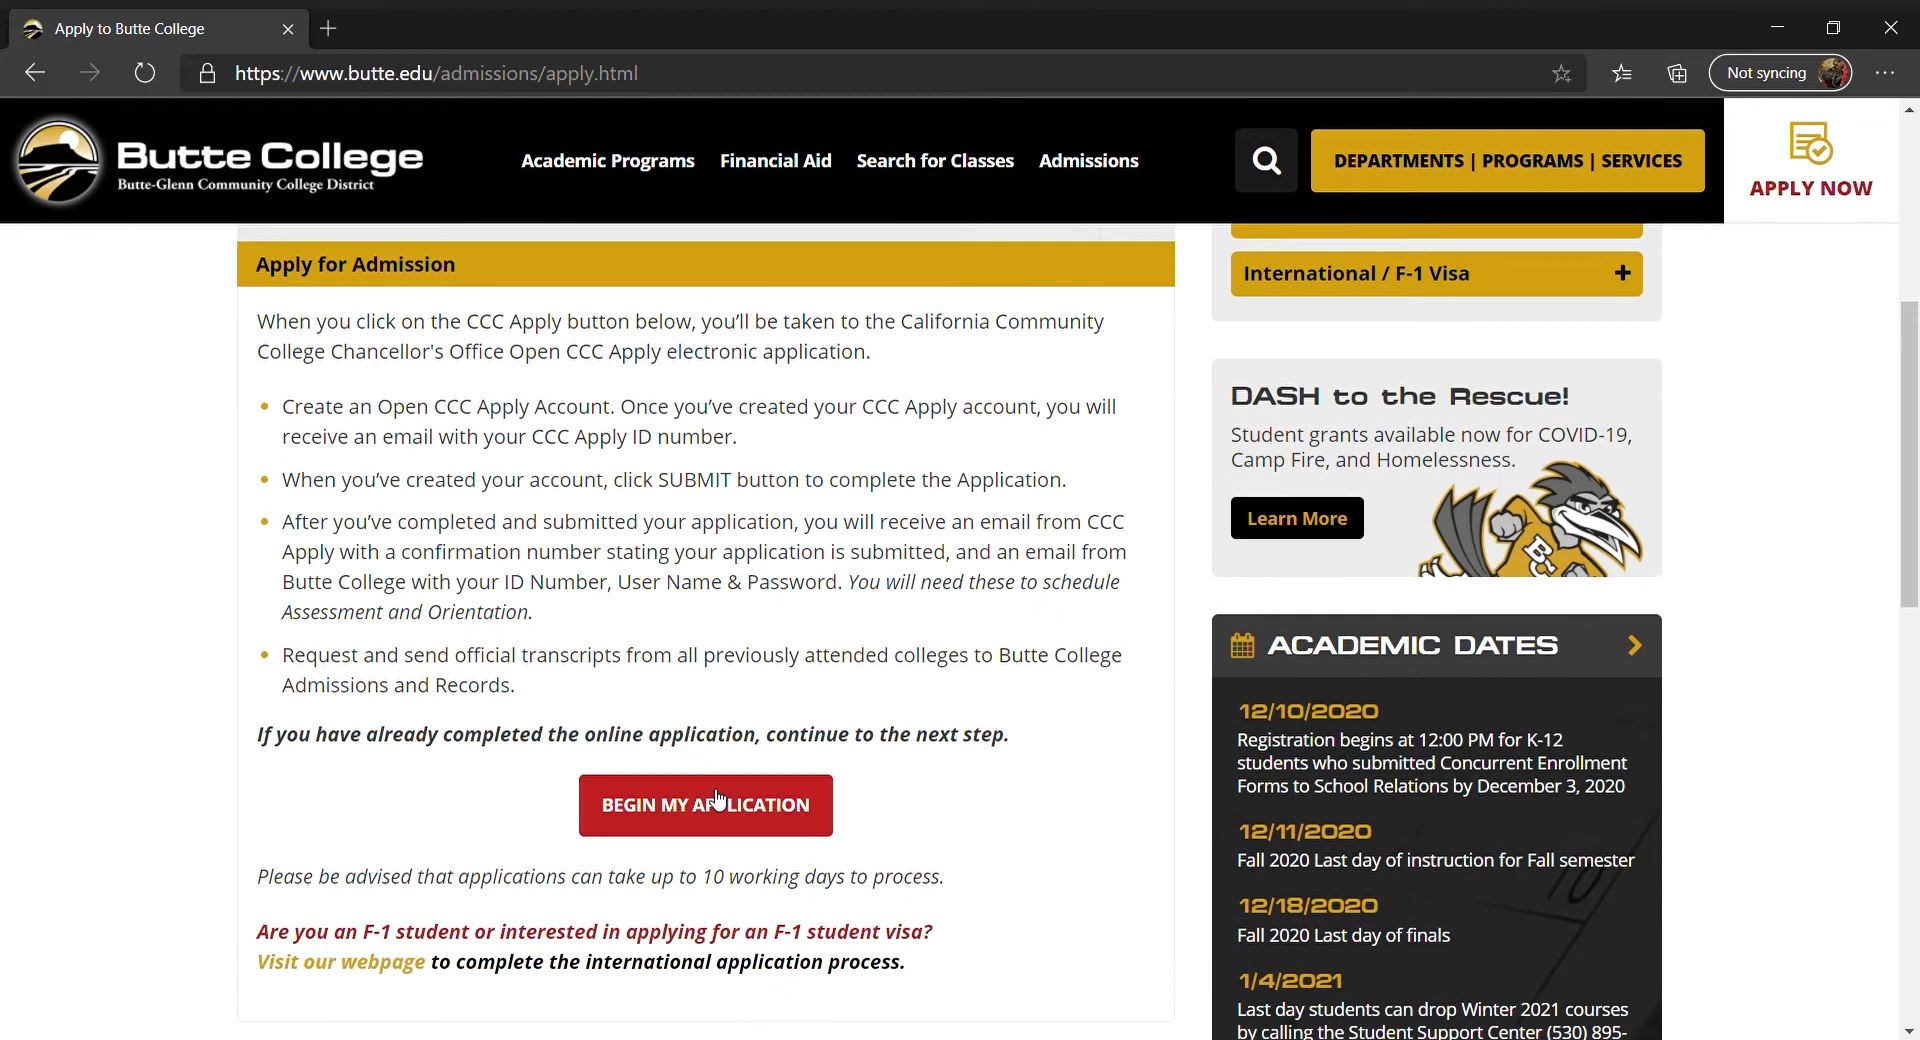 Apply to Butte College
https://www.butte.edu/admissions/apply.html
Not syncing
Butte College
Butte-Glenn Community College District
Academic Programs
Financial Aid
Search for Classes
Admissions
DEPARTMENTS | PROGRAMS | SERVICES
APPLY NOW
Apply for Admission
When you click on the CCC Apply button below, you'll be taken to the California Community
College Chancellor's Office Open CCC Apply electronic application.
• Create an Open CCC Apply Account. Once you've created your CCC Apply account, you will
receive an email with your CCC Apply ID number.
• When you've created your account, click SUBMIT button to complete the Application.
• After you've completed and submitted your application, you will receive an email from CCC
Apply with a confirmation number stating your application is submitted, and an email from
Butte College with your ID Number, User Name & Password. You will need these to schedule
Assessment and Orientation.
• Request and send official transcripts from all previously attended colleges to Butte College
Admissions and Records.
If you have already completed the online application, continue to the next step.
BEGIN MY APPLICATION
Please be advised that applications can take up to 10 working days to process.
Are you an F-1 student or interested in applying for an F-1 student visa?
Visit our webpage to complete the international application process.
International / F-1 Visa +
DASH to the Rescue!
Student grants available now for COVID-19,
Camp Fire, and Homelessness.
Learn More
BC
ACADEMIC DATES
12/10/2020
Registration begins at 12:00 PM for K-12
students who submitted Concurrent Enrollment
Forms to School Relations by December 3, 2020
12/11/2020
Fall 2020 Last day of instruction for Fall semester
12/18/2020
Fall 2020 Last day of finals
10
1/4/2021
Last day students can drop Winter 2021 courses
by calling the Student Support Center (530) 895-